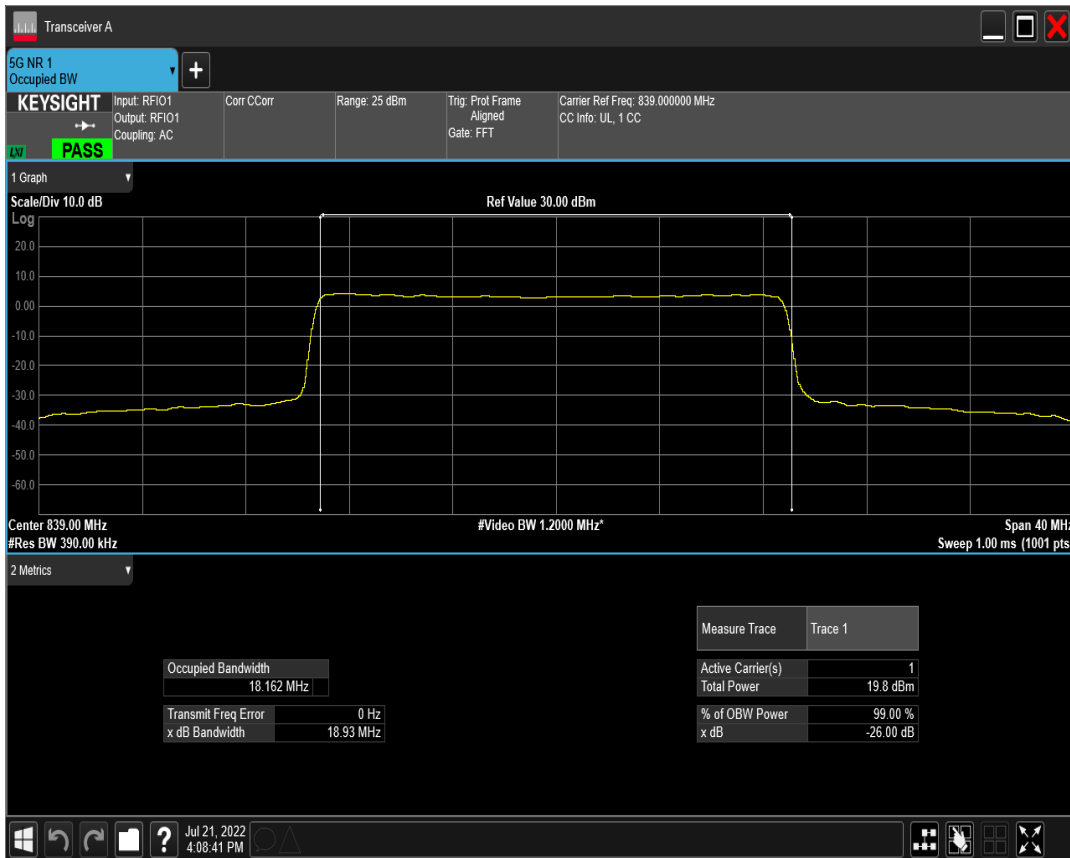 Transceiver A
5G NR 1
Occupied BW
KEYSIGHT
LXI
PASS
Input: RFIO1
Output: RFIO1
Coupling: AC
Corr CCorr
Range: 25 dBm
Trig: Prot Frame
Aligned
Gate: FFT
Carrier Ref Freq: 839.000000 MHz
CC Info: UL, 1 CC
1 Graph
Scale/Div 10.0 dB
Ref Value 30.00 dBm
Log
20.0
10.0
0.00
-10.0
-20.0
-30.0
-40.0
-50.0
-60.0
Center 839.00 MHz
#Video BW 1.2000 MHz*
Span 40 MHz
#Res BW 390.00 kHz
Sweep 1.00 ms (1001 pts
2 Metrics
Measure Trace Trace 1
Occupied Bandwidth
18.162 MHz
Active Carrier(s) 1
Total Power 19.8 dBm
Transmit Freq Error 0 Hz
x dB Bandwidth 18.93 MHz
% of OBW Power 99.00 %
x dB -26.00 dB
?
Jul 21, 2022
4:08:41 PM